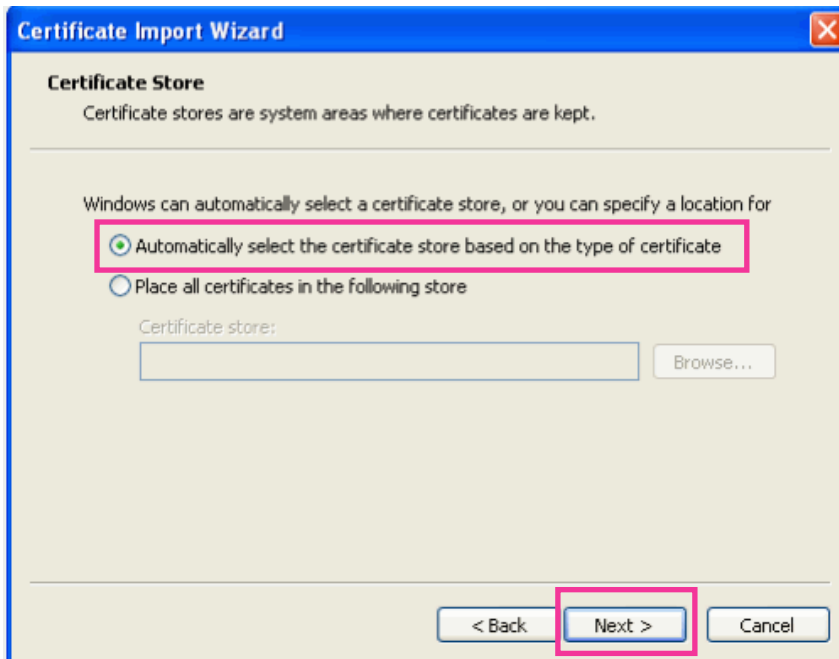 Certificate Import Wizard
Certificate Store
Certificate stores are system areas where certificates are kept.
Windows can automatically select a certificate store, or you can specify a location for
Automatically select the certificate store based on the type of certificate
Place all certificates in the following store
Certificate store:
Browse...
< Back
Next >
Cancel